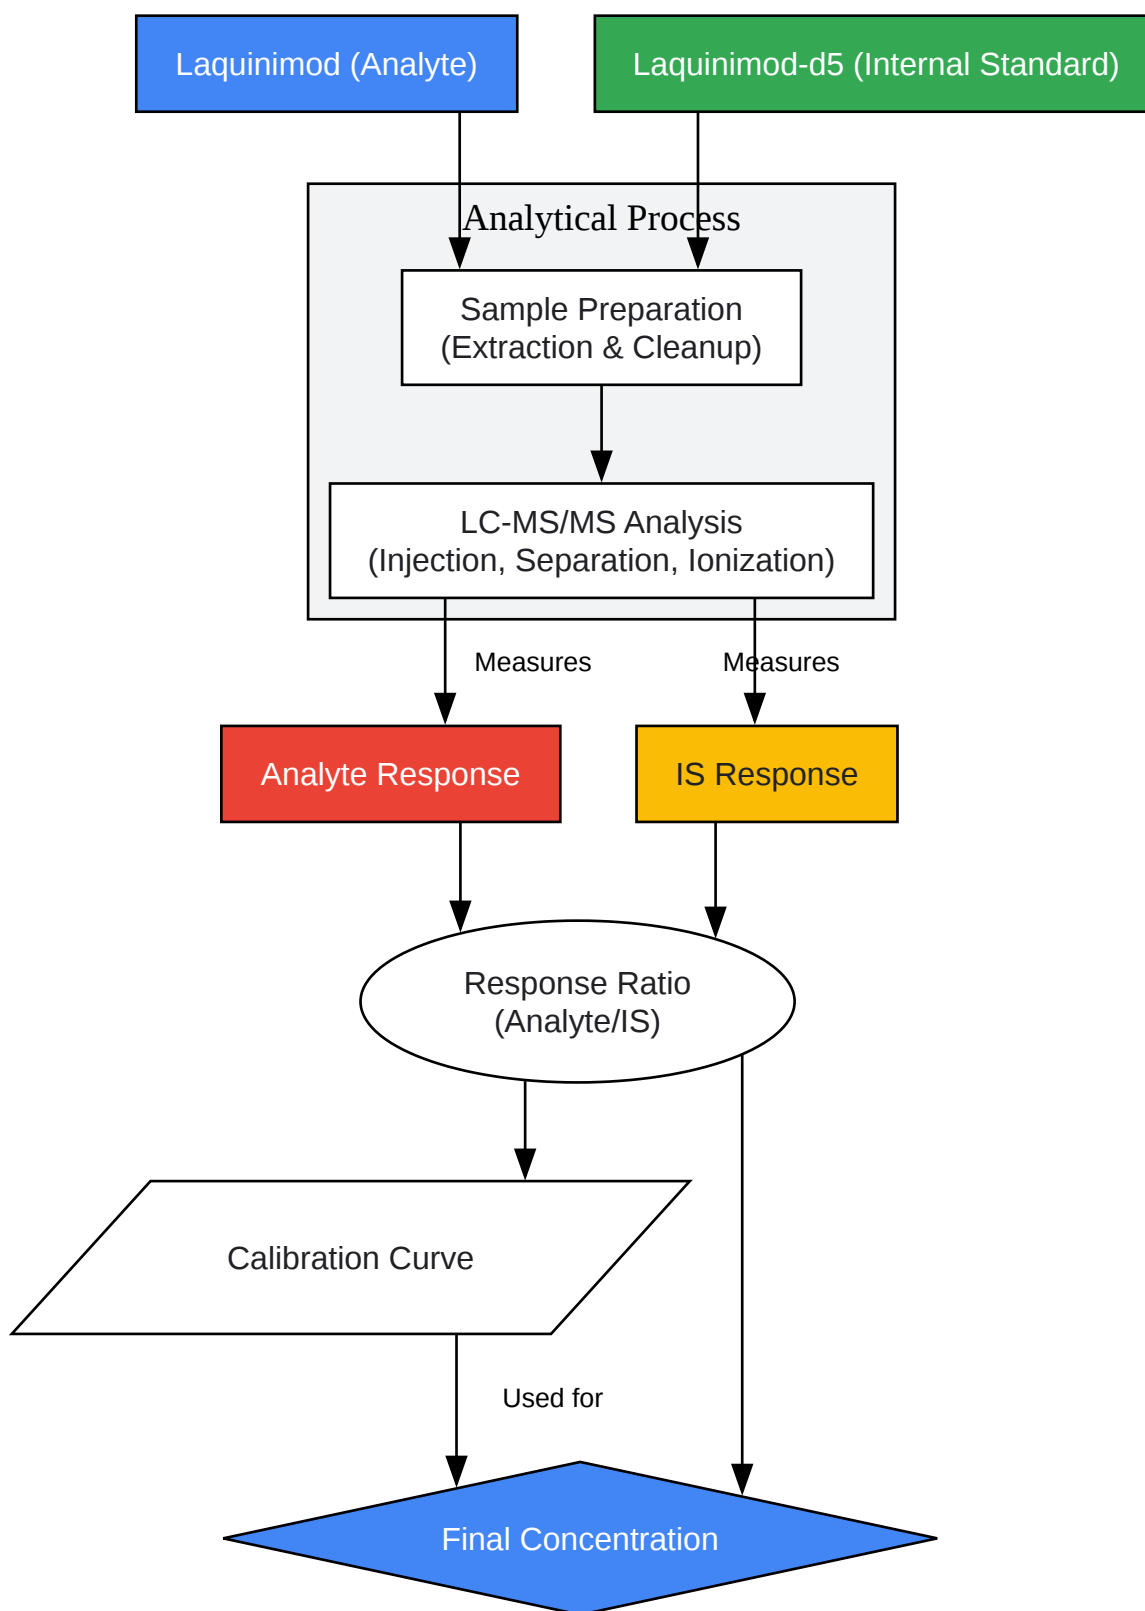 Laquinimod (Analyte)
Laquinimod-d5 (Internal Standard)
Analytical Process
Sample Preparation
(Extraction & Cleanup)
LC-MS/MS Analysis
(Injection, Separation, Ionization)
Measures
Measures
Analyte Response
IS Response
Response Ratio
(Analyte/IS)
Calibration Curve
Used for
Final Concentration